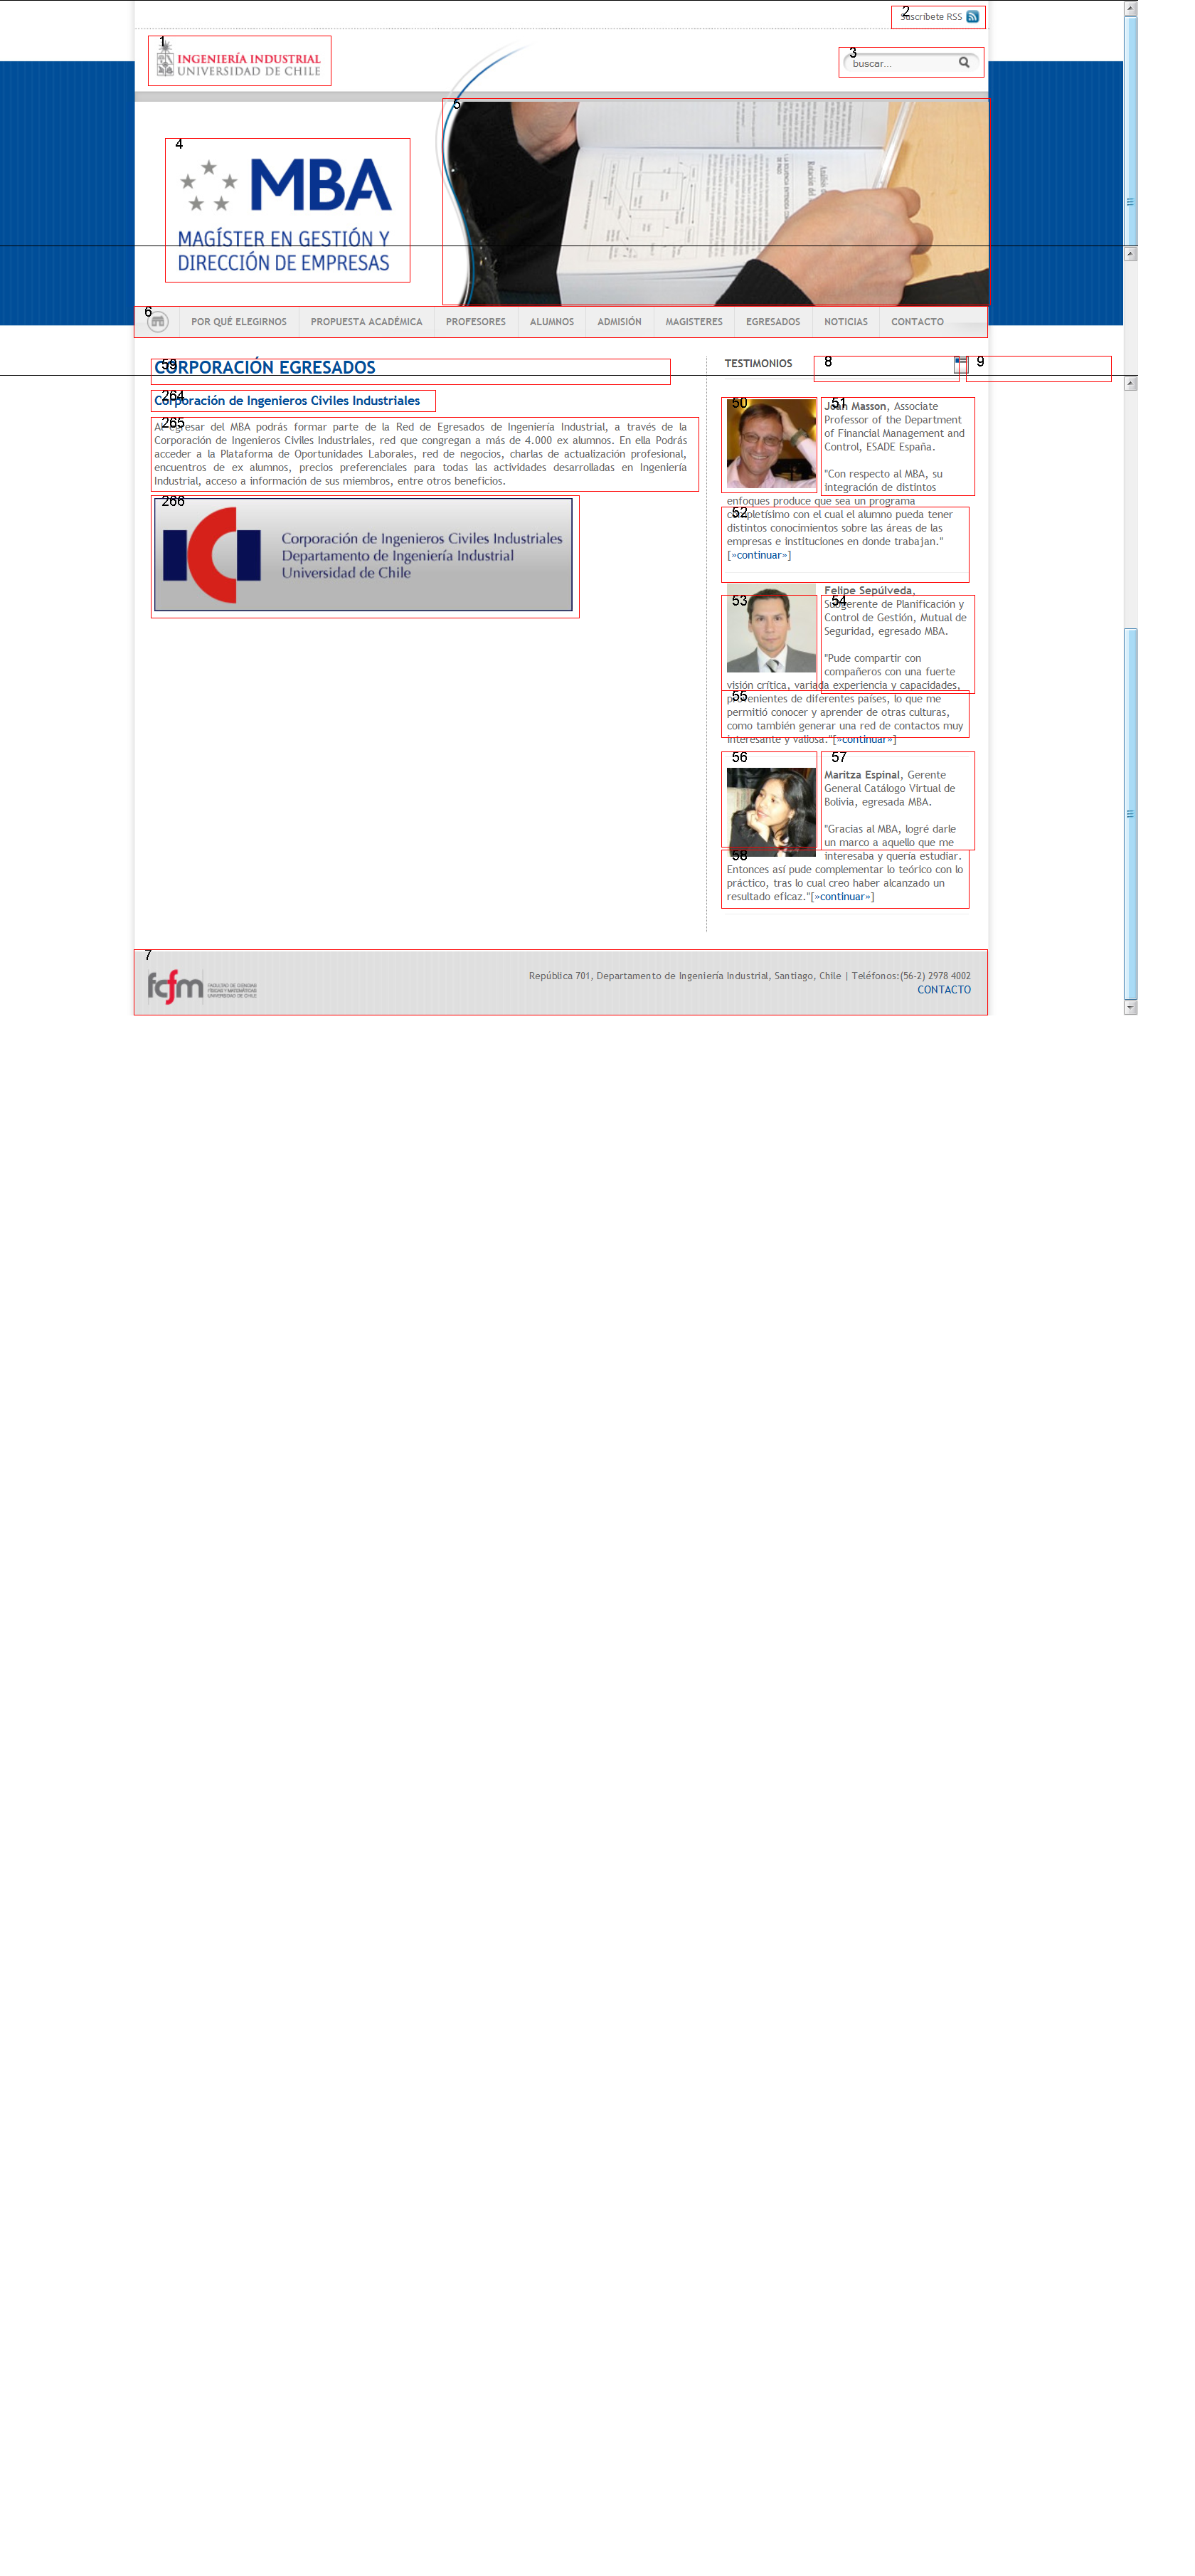 2
Suscríbete RSS
1
INGENIERÍA INDUSTRIAL
UNIVERSIDAD DE CHILE
3
buscar...
5
4
MBA
MAGÍSTER EN GESTIÓN Y
DIRECCIÓN DE EMPRESAS
6
POR QUÉ ELEGIRNOS PROPUESTA ACADÉMICA PROFESORES ALUMNOS ADMISIÓN MAGISTERES EGRESADOS NOTICIAS CONTACTO
59
CORPORACIÓN EGRESADOS
264
Corporación de Ingenieros Civiles Industriales
265
Al egresar del MBA podrás formar parte de la Red de Egresados de Ingeniería Industrial, a través de la
Corporación de Ingenieros Civiles Industriales, red que congregan a más de 4.000 ex alumnos. En ella Podrás
acceder a la Plataforma de Oportunidades Laborales, red de negocios, charlas de actualización profesional,
encuentros de ex alumnos, precios preferenciales para todas las actividades desarrolladas en Ingeniería
Industrial, acceso a información de sus miembros, entre otros beneficios.
266
Corporación de Ingenieros Civiles Industriales
Departamento de Ingeniería Industrial
Universidad de Chile
TESTIMONIOS
8
9
50
51
Joan Masson, Associate
Professor of the Department
of Financial Management and
Control, ESADE España.
"Con respecto al MBA, su
integración de distintos
enfoques produce que sea un programa
52
completísimo con el cual el alumno pueda tener
distintos conocimientos sobre las áreas de las
empresas e instituciones en donde trabajan."
[»continuar»]
53
54
Felipe Sepúlveda,
Subgerente de Planificación y
Control de Gestión, Mutual de
Seguridad, egresado MBA.
"Pude compartir con
compañeros con una fuerte
visión crítica, variada experiencia y capacidades,
55
provenientes de diferentes países, lo que me
permitió conocer y aprender de otras culturas,
como también generar una red de contactos muy
interesante y valiosa."[»continuar»]
56
57
Maritza Espinal, Gerente
General Catálogo Virtual de
Bolivia, egresada MBA.
"Gracias al MBA, logré darle
un marco a aquello que me
interesaba y quería estudiar.
58
Entonces así pude complementar lo teórico con lo
práctico, tras lo cual creo haber alcanzado un
resultado eficaz."[»continuar»]
7
fcfm
FACULTAD DE CIENCIAS
FÍSICAS Y MATEMÁTICAS
UNIVERSIDAD DE CHILE
República 701, Departamento de Ingeniería Industrial, Santiago, Chile | Teléfonos:(56-2) 2978 4002
CONTACTO